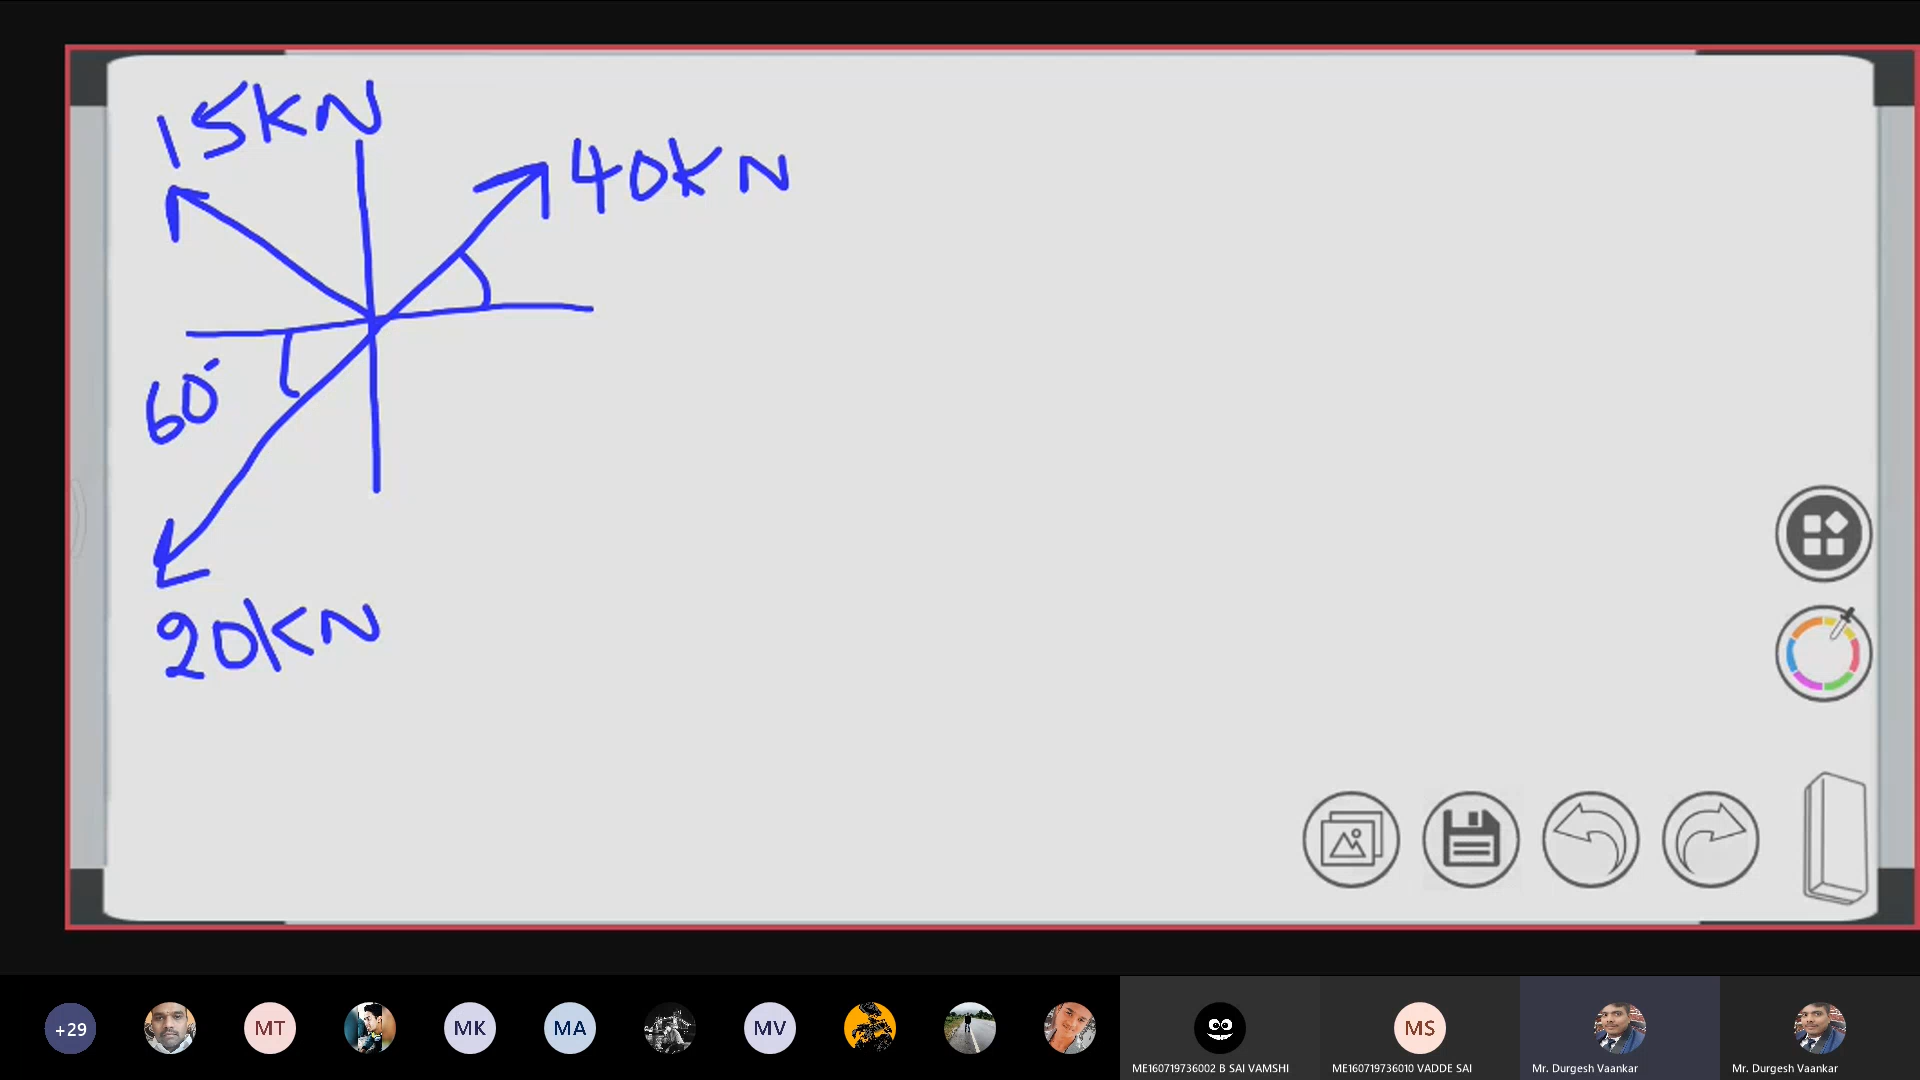 15KN
40KN
60°
20KN
+29
MT
MK
MA
MV
MS
ME160719736002 B SAI VAMSHI
ME160719736010 VADDE SAI
Mr. Durgesh Vaankar
Mr. Durgesh Vaankar